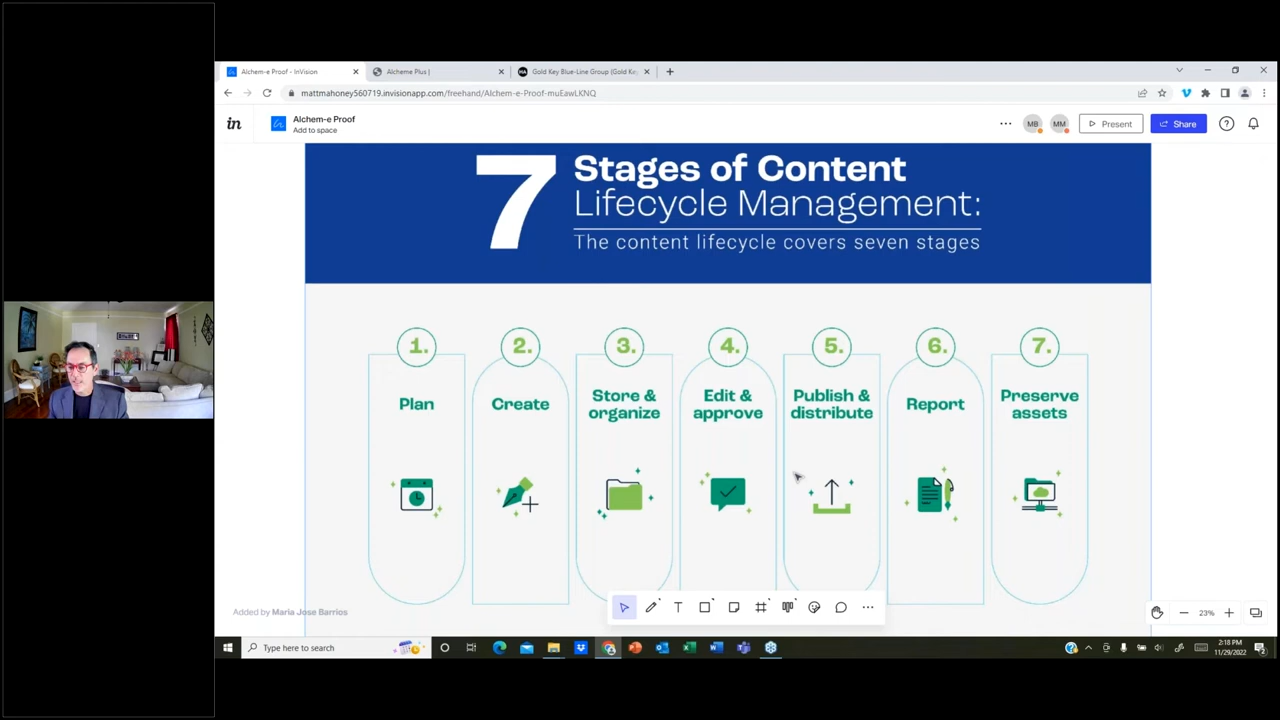 Alchem-e Proof - InVision
Alcheme Plus |
Gold Key Blue-Line Group (Gold Ke
mattmahoney560719.invisionapp.com/freehand/Alchem-e-Proof-muEawLKNQ
in
Alchem-e Proof
Add to space
MB
MM
Present
Share
7 Stages of Content
Lifecycle Management:
The content lifecycle covers seven stages
1.
Plan
2.
Create
3.
Store &
organize
4.
Edit &
approve
5.
Publish &
distribute
6.
Report
7.
Preserve
assets
Added by Maria Jose Barrios
T
23%
Type here to search
2:18 PM
11/29/2022